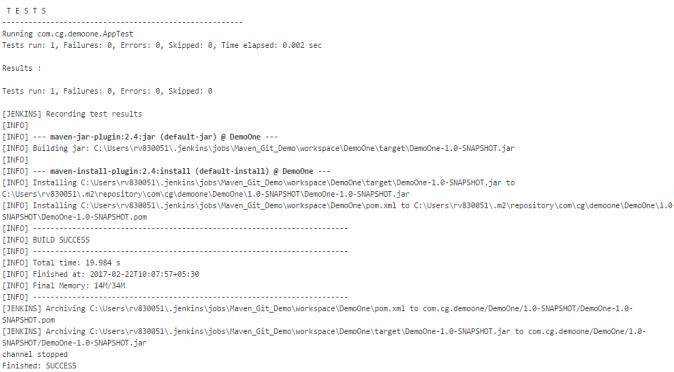 T E S T S
-------------------------------------------------------
Running com.cg.demoone.AppTest
Tests run: 1, Failures: 0, Errors: 0, Skipped: 0, Time elapsed: 0.002 sec
Results :
Tests run: 1, Failures: 0, Errors: 0, Skipped: 0
[JENKINS] Recording test results
[INFO]
[INFO] --- maven-jar-plugin:2.4:jar (default-jar) @ DemoOne ---
[INFO] Building jar: C:\Users\rv830051\.jenkins\jobs\Maven_Git_Demo\workspace\DemoOne\target\DemoOne-1.0-SNAPSHOT.jar
[INFO]
[INFO] --- maven-install-plugin:2.4:install (default-install) @ DemoOne ---
[INFO] Installing C:\Users\rv830051\.jenkins\jobs\Maven_Git_Demo\workspace\DemoOne\target\DemoOne-1.0-SNAPSHOT.jar to
C:\Users\rv830051\.m2\repository\com\cg\demoone\DemoOne\1.0-SNAPSHOT\DemoOne-1.0-SNAPSHOT.jar
[INFO] Installing C:\Users\rv830051\.jenkins\jobs\Maven_Git_Demo\workspace\DemoOne\pom.xml to C:\Users\rv830051\.m2\repository\com\cg\demoone\DemoOne\1.0-
SNAPSHOT\DemoOne-1.0-SNAPSHOT.pom
[INFO] ------------------------------------------------------------------------
[INFO] BUILD SUCCESS
[INFO] ------------------------------------------------------------------------
[INFO] Total time: 19.984 s
[INFO] Finished at: 2017-02-22T10:07:57+05:30
[INFO] Final Memory: 14M/34M
[INFO] ------------------------------------------------------------------------
[JENKINS] Archiving C:\Users\rv830051\.jenkins\jobs\Maven_Git_Demo\workspace\DemoOne\pom.xml to com.cg.demoone/DemoOne/1.0-SNAPSHOT/DemoOne-1.0-
SNAPSHOT.pom
[JENKINS] Archiving C:\Users\rv830051\.jenkins\jobs\Maven_Git_Demo\workspace\DemoOne\target\DemoOne-1.0-SNAPSHOT.jar to com.cg.demoone/DemoOne/1.0-
SNAPSHOT/DemoOne-1.0-SNAPSHOT.jar
channel stopped
Finished: SUCCESS